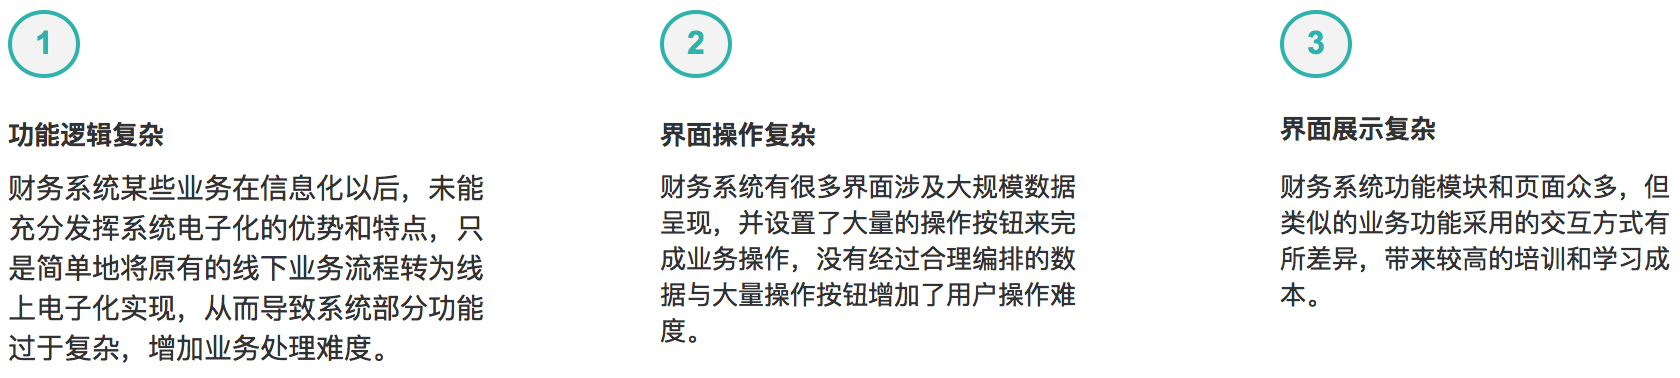 1
功能逻辑复杂
财务系统某些业务在信息化以后，未能
充分发挥系统电子化的优势和特点，只
是简单地将原有的线下业务流程转为线
上电子化实现，从而导致系统部分功能
过于复杂，增加业务处理难度。
2
界面操作复杂
财务系统有很多界面涉及大规模数据
呈现，并设置了大量的操作按钮来完
成业务操作，没有经过合理编排的数
据与大量操作按钮增加了用户操作难
度。
3
界面展示复杂
财务系统功能模块和页面众多，但
类似的业务功能采用的交互方式有
所差异，带来较高的培训和学习成
本。